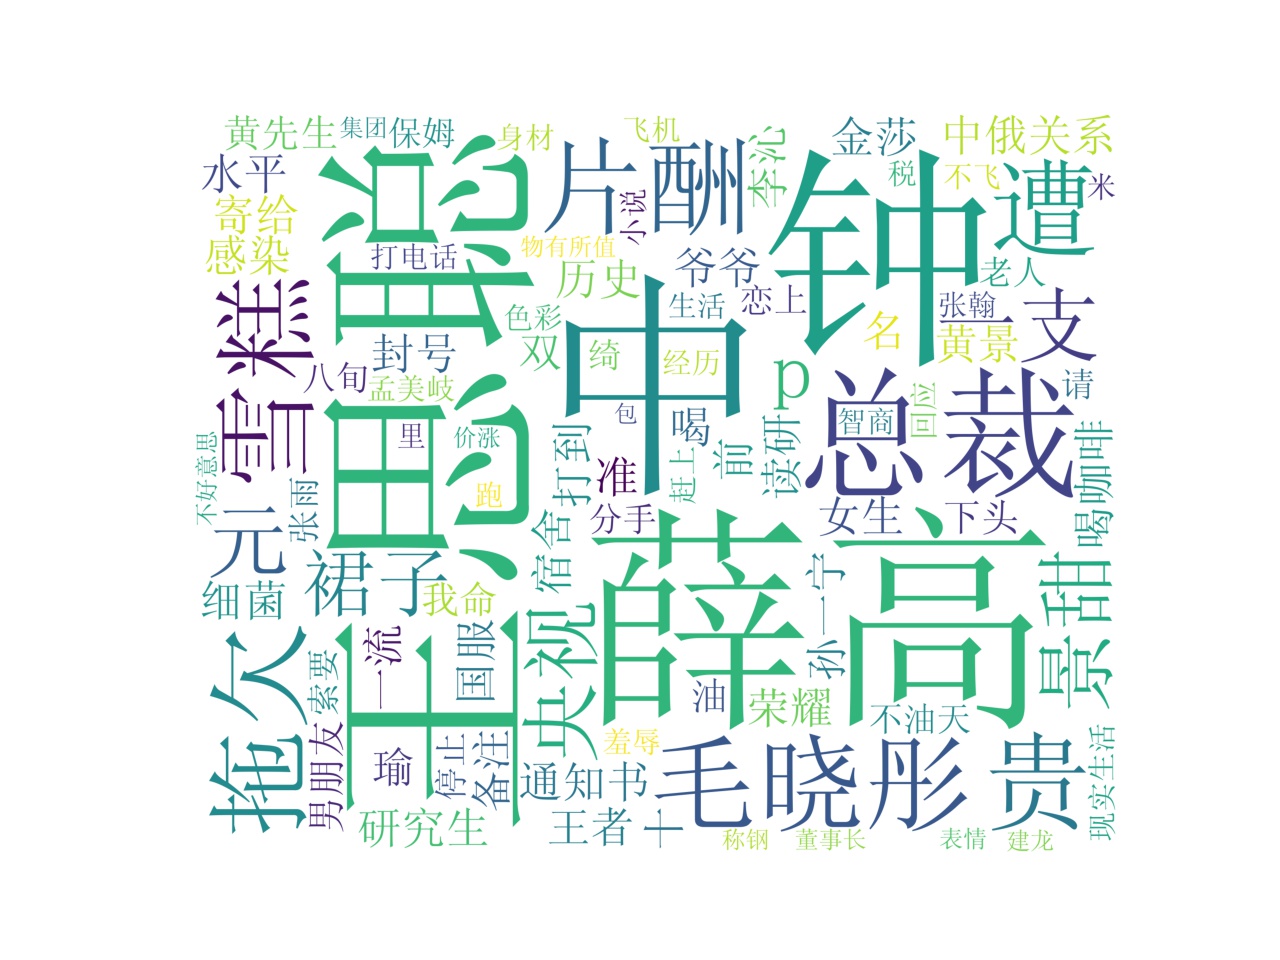 黄先生
集团
保姆
身材
飞机
金莎
中俄关系
水平
王思聪
片酬
李沁
钟
税
不飞
米
遭
寄给
小说
感染
打电话
物有所值
爷爷
老人
历史
生活
恋上
张翰
雪糕
色彩
中
名
黄景
支
封号
双
绮
经历
八旬
孟美岐
p
总裁
请
回应
智商
里
价涨
包
喝
不好意思
跑
打到
准
赶上
前
读研
喝咖啡
元
张雨
分手
女生
下头
宿舍
薛
高
甜
景
裙子
我命
细菌
一流
国服
央视
孙一宁
拖欠
索要
油
荣耀
不油天
男朋友
瑜
停止
备注
羞辱
通知书
毛晓彤
贵
现实生活
研究生
王者
十
称钢
董事长
表情
建龙